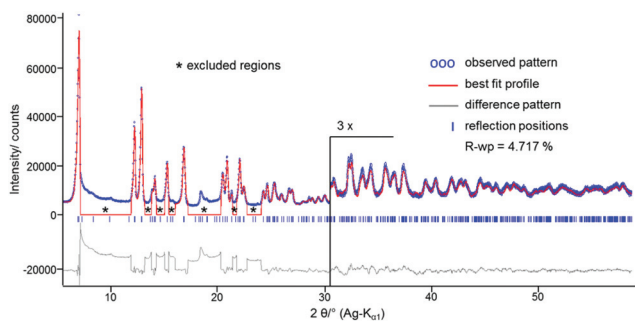 80000
60000
40000
20000
0
-20000
Intensity/ counts
* excluded regions
ooo observed pattern
best fit profile
difference pattern
reflection positions
R-wp = 4.717 %
3 x
* * * * * * *
10 20 30 40 50
2 θ/° (Ag-Kα1)